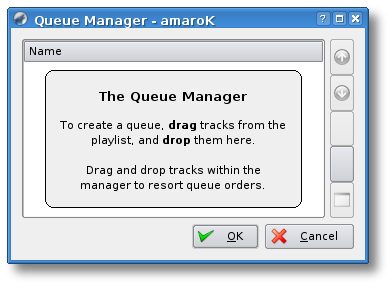 Queue Manager - amaroK
Name
The Queue Manager
To create a queue, drag tracks from the
playlist, and drop them here.
Drag and drop tracks within the
manager to resort queue orders.
OK
Cancel